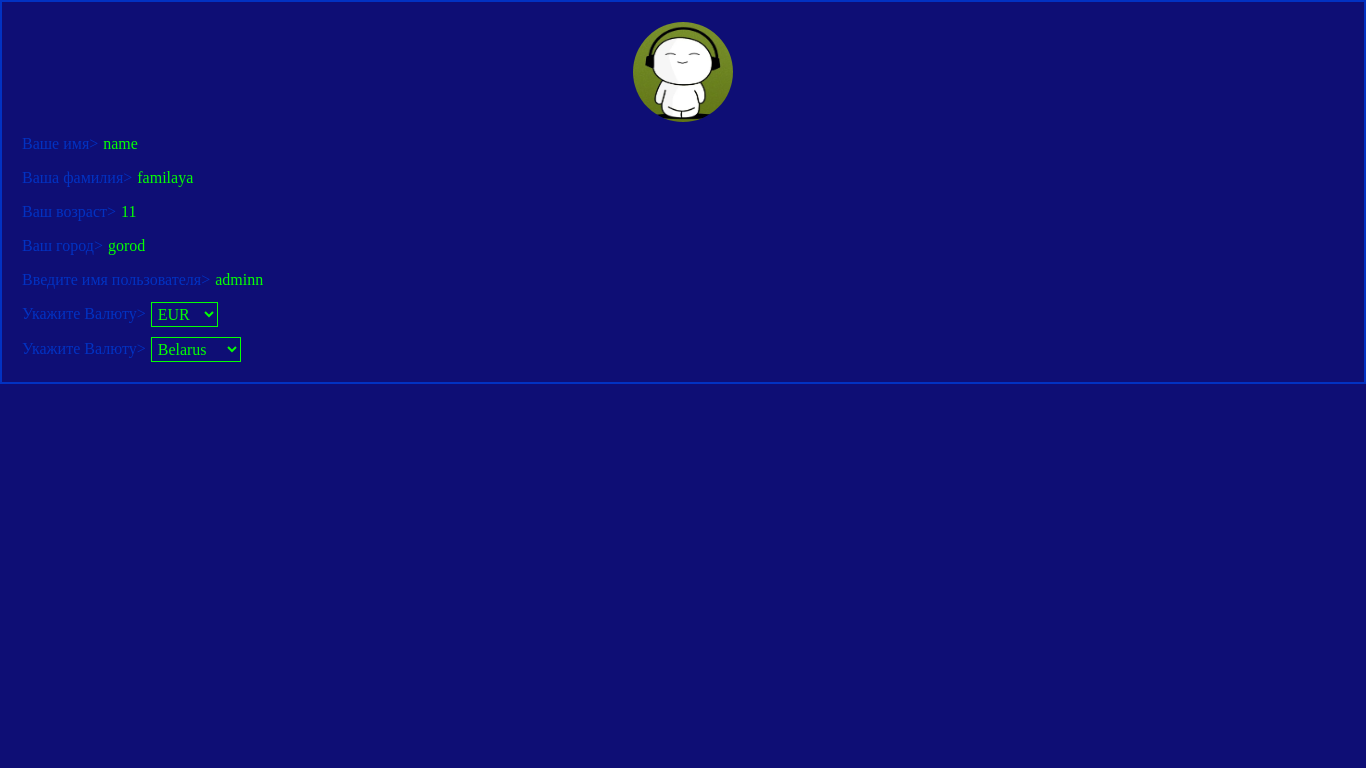 Ваше имя> name
Ваша фамилия> familaya
Ваш возраст> 11
Ваш город> gorod
Введите имя пользователя> adminn
Укажите Валюту> EUR
Укажите Валюту> Belarus